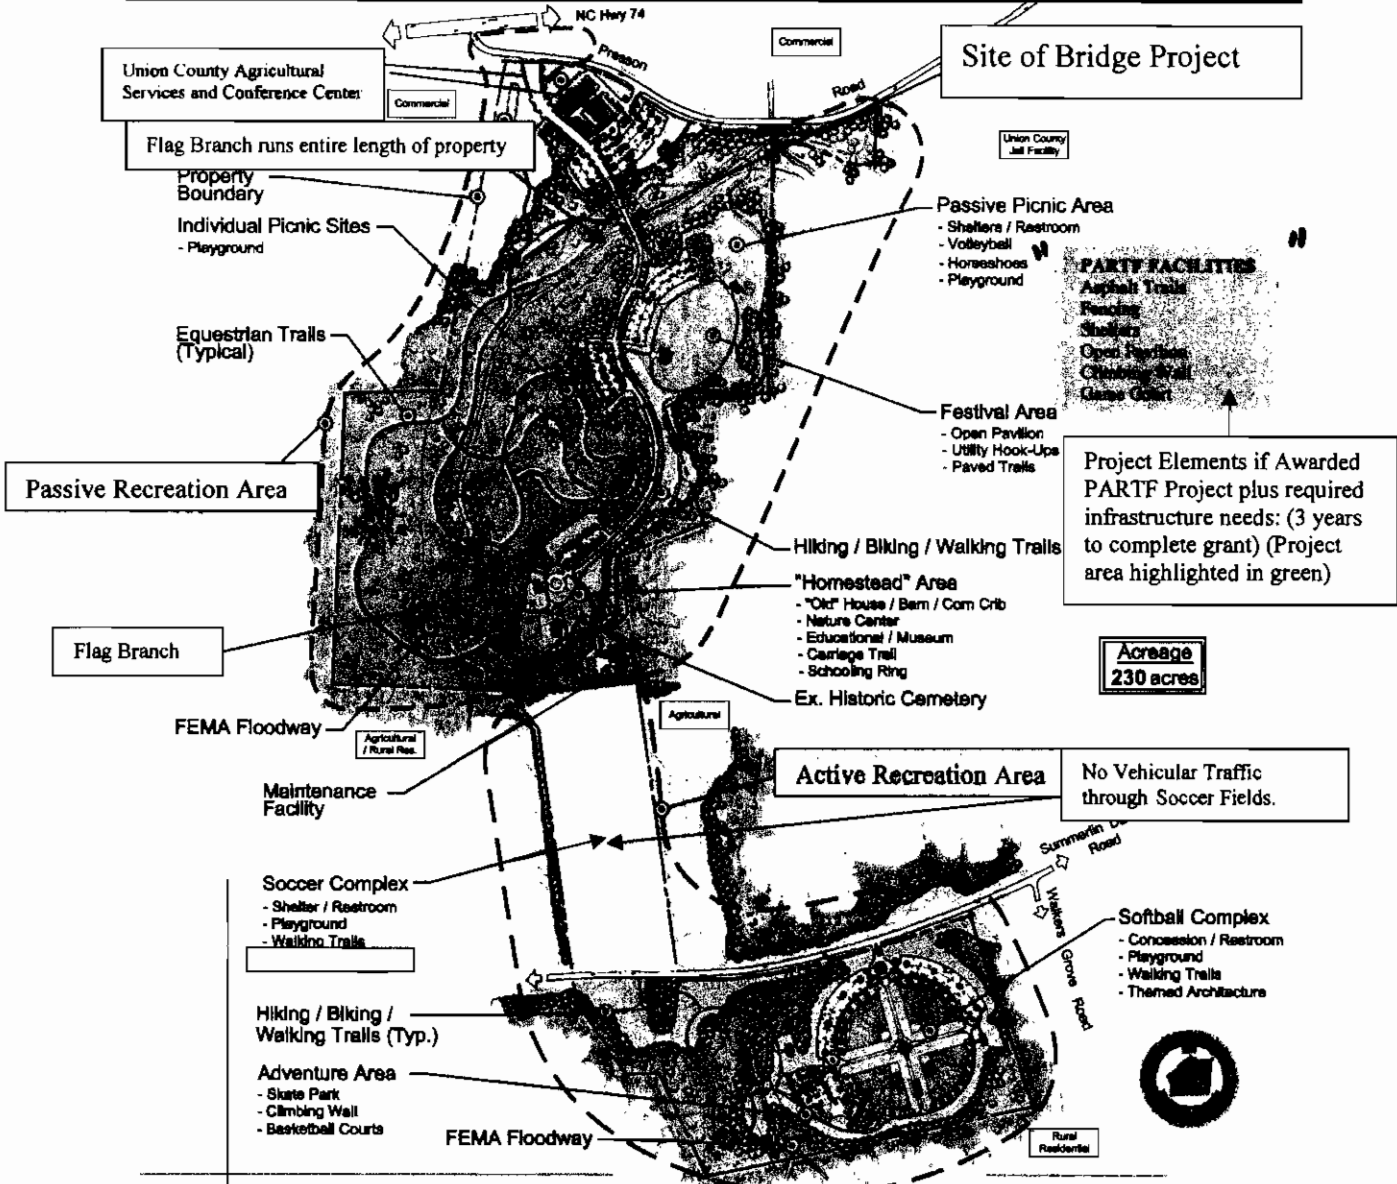 NC Hwy 74
Commercial
Site of Bridge Project
Presson
Road
Union County Agricultural
Services and Conference Center
Commercial
Flag Branch runs entire length of property
Union County
Jail Facility
Property
Boundary
Individual Picnic Sites
- Playground
Passive Picnic Area
- Shelters / Restroom
- Volleyball
- Horseshoes
- Playground
PARTF FACILITIES
Asphalt Trails
Fencing
Shelters
Open Pavilion
Climbing Wall
Game Court
Equestrian Trails
(Typical)
Festival Area
- Open Pavilion
- Utility Hook-Ups
- Paved Trails
Project Elements if Awarded
PARTF Project plus required
infrastructure needs: (3 years
to complete grant) (Project
area highlighted in green)
Passive Recreation Area
Hiking / Biking / Walking Trails
"Homestead" Area
- "Old" House / Barn / Corn Crib
- Nature Center
- Educational / Museum
- Carriage Trail
- Schooling Ring
Flag Branch
Acreage
230 acres
Ex. Historic Cemetery
FEMA Floodway
Agricultural
/ Rural Res.
Agricultural
Maintenance
Facility
Active Recreation Area
No Vehicular Traffic
through Soccer Fields.
Summerlin
Road
Soccer Complex
- Shelter / Restroom
- Playground
- Walking Trails
Walkers Grove Road
Softball Complex
- Concession / Restroom
- Playground
- Walking Trails
- Themed Architecture
Hiking / Biking /
Walking Trails (Typ.)
Adventure Area
- Skate Park
- Climbing Wall
- Basketball Courts
FEMA Floodway
Rural
Residential